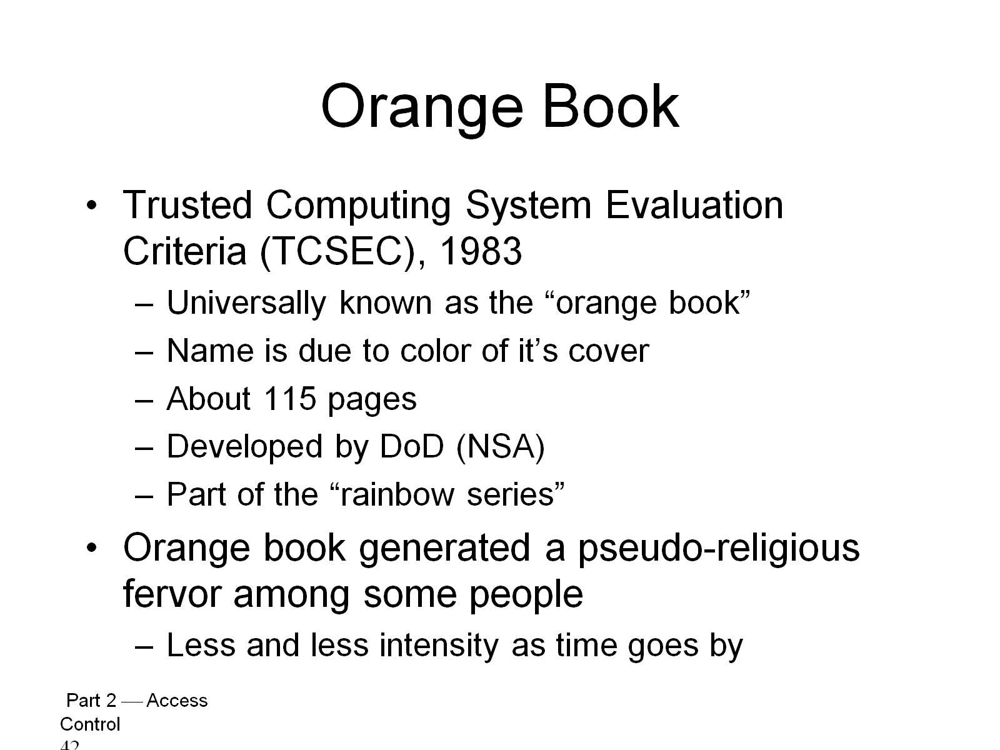 Orange Book
• Trusted Computing System Evaluation
Criteria (TCSEC), 1983
– Universally known as the “orange book”
– Name is due to color of it’s cover
– About 115 pages
– Developed by DoD (NSA)
– Part of the “rainbow series”
• Orange book generated a pseudo-religious
fervor among some people
– Less and less intensity as time goes by
Part 2 — Access
Control
42